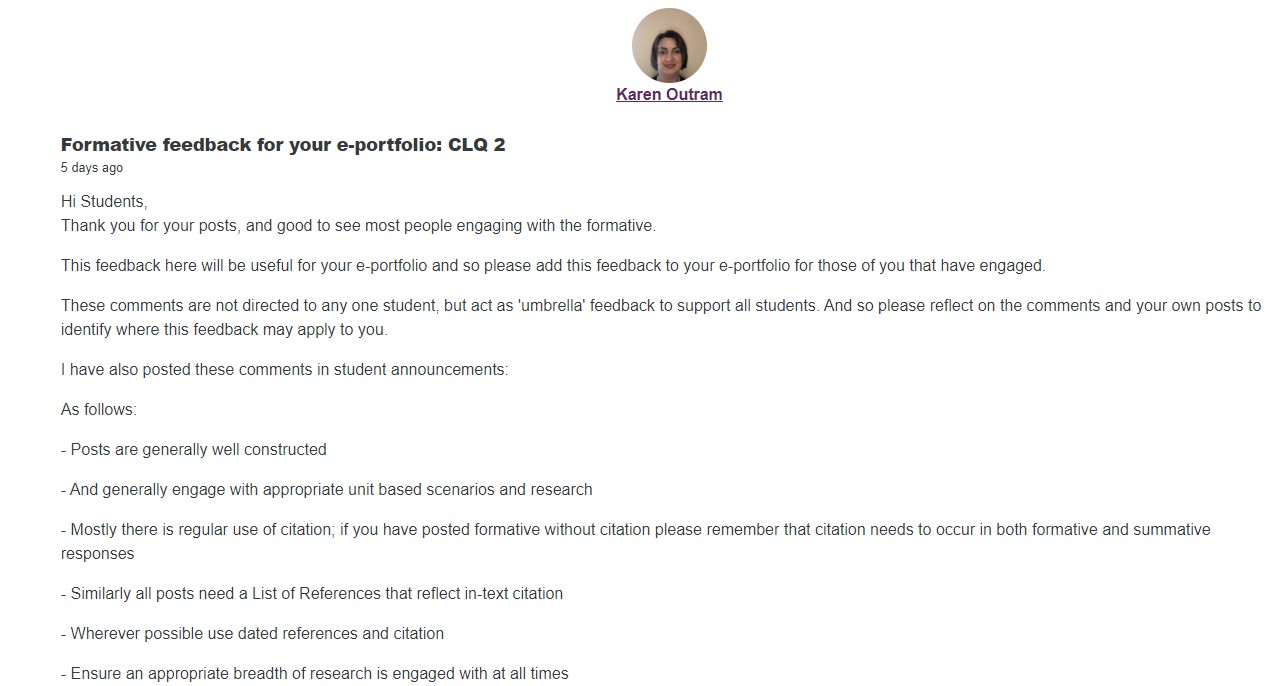 Karen Outram
Formative feedback for your e-portfolio: CLQ 2
5 days ago
Hi Students,
Thank you for your posts, and good to see most people engaging with the formative.
This feedback here will be useful for your e-portfolio and so please add this feedback to your e-portfolio for those of you that have engaged.
These comments are not directed to any one student, but act as 'umbrella' feedback to support all students. And so please reflect on the comments and your own posts to
identify where this feedback may apply to you.
I have also posted these comments in student announcements:
As follows:
- Posts are generally well constructed
- And generally engage with appropriate unit based scenarios and research
- Mostly there is regular use of citation; if you have posted formative without citation please remember that citation needs to occur in both formative and summative
responses
- Similarly all posts need a List of References that reflect in-text citation
- Wherever possible use dated references and citation
- Ensure an appropriate breadth of research is engaged with at all times